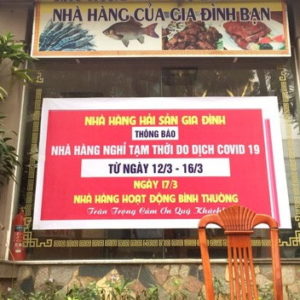 NHÀ HÀNG CỦA GIA ĐÌNH BẠN
NHÀ HÀNG HẢI SẢN GIA ĐÌNH
THÔNG BÁO
NHÀ HÀNG NGHỈ TẠM THỜI DO DỊCH COVID 19
TỪ NGÀY 12/3 - 16/3
NGÀY 17/3
NHÀ HÀNG HOẠT ĐỘNG BÌNH THƯỜNG
Trân Trọng Cảm Ơn Quý Khách